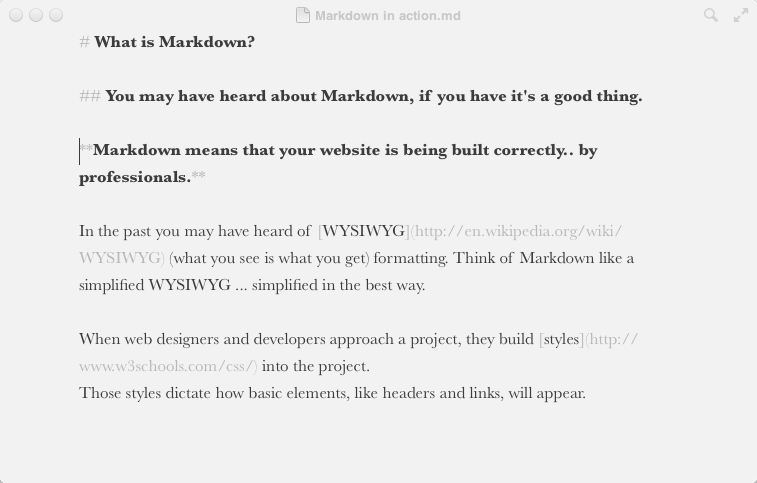 Markdown in action.md
# What is Markdown?
## You may have heard about Markdown, if you have it's a good thing.
**Markdown means that your website is being built correctly.. by
professionals.**
In the past you may have heard of [WYSIWYG](http://en.wikipedia.org/wiki/
WYSIWYG) (what you see is what you get) formatting. Think of Markdown like a
simplified WYSIWYG ... simplified in the best way.
When web designers and developers approach a project, they build [styles](http://
www.w3schools.com/css/) into the project.
Those styles dictate how basic elements, like headers and links, will appear.